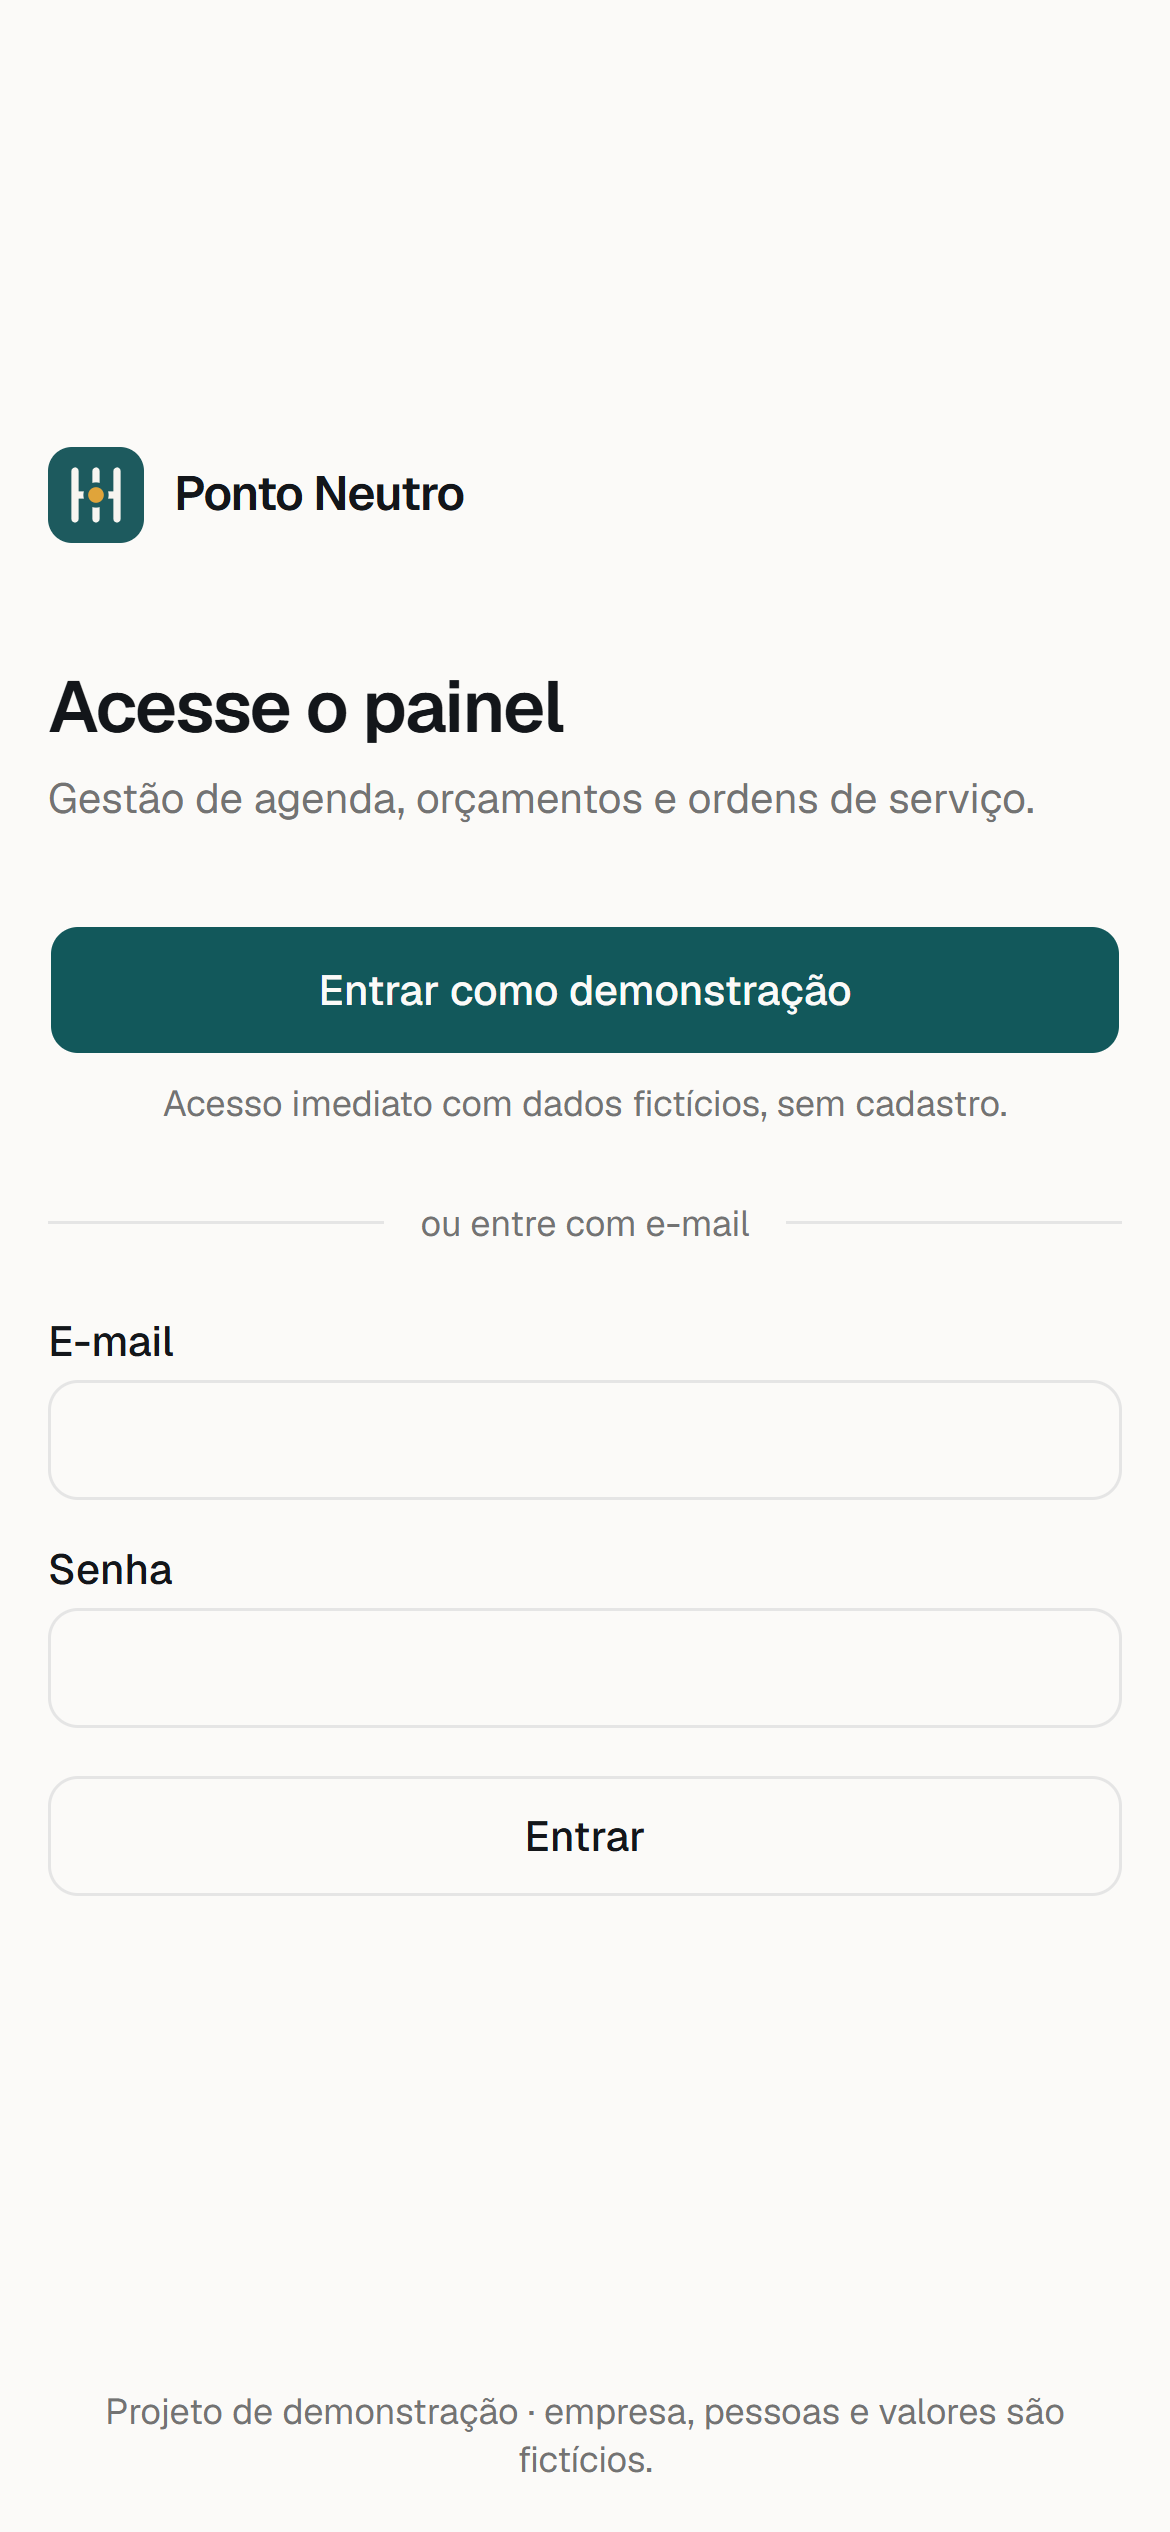 Ponto Neutro
Acesse o painel
Gestão de agenda, orçamentos e ordens de serviço.
Entrar como demonstração
Acesso imediato com dados fictícios, sem cadastro.
ou entre com e-mail
E-mail
Senha
Entrar
Projeto de demonstração · empresa, pessoas e valores são
fictícios.